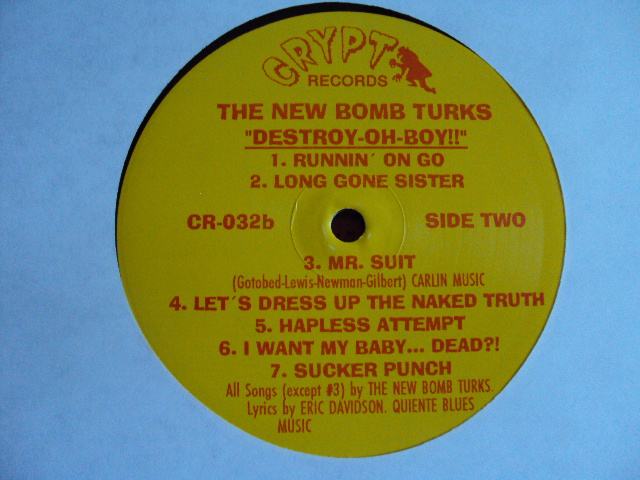 CRYPT
RECORDS
THE NEW BOMB TURKS
"DESTROY-OH-BOY!!"
1. RUNNIN´ ON GO
2. LONG GONE SISTER
CR-032b SIDE TWO
3. MR. SUIT
(Gotobed-Lewis-Newman-Gilbert) CARLIN MUSIC
4. LET´S DRESS UP THE NAKED TRUTH
5. HAPLESS ATTEMPT
6. I WANT MY BABY... DEAD?!
7. SUCKER PUNCH
All Songs (except #3) by THE NEW BOMB TURKS.
Lyrics by ERIC DAVIDSON. QUIENTE BLUES
MUSIC